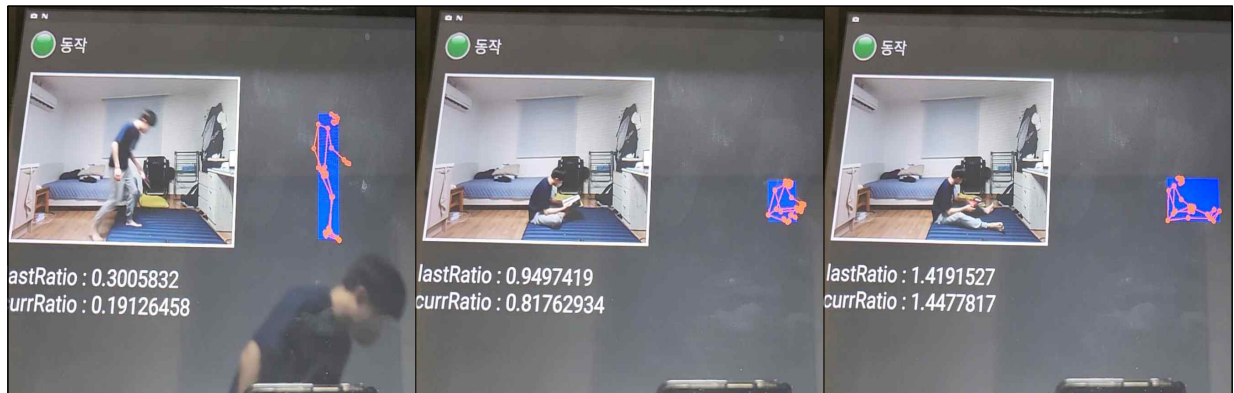 동작
lastRatio : 0.3005832
currRatio : 0.19126458
동작
lastRatio : 0.9497419
currRatio : 0.81762934
동작
lastRatio : 1.4191527
currRatio : 1.4477817